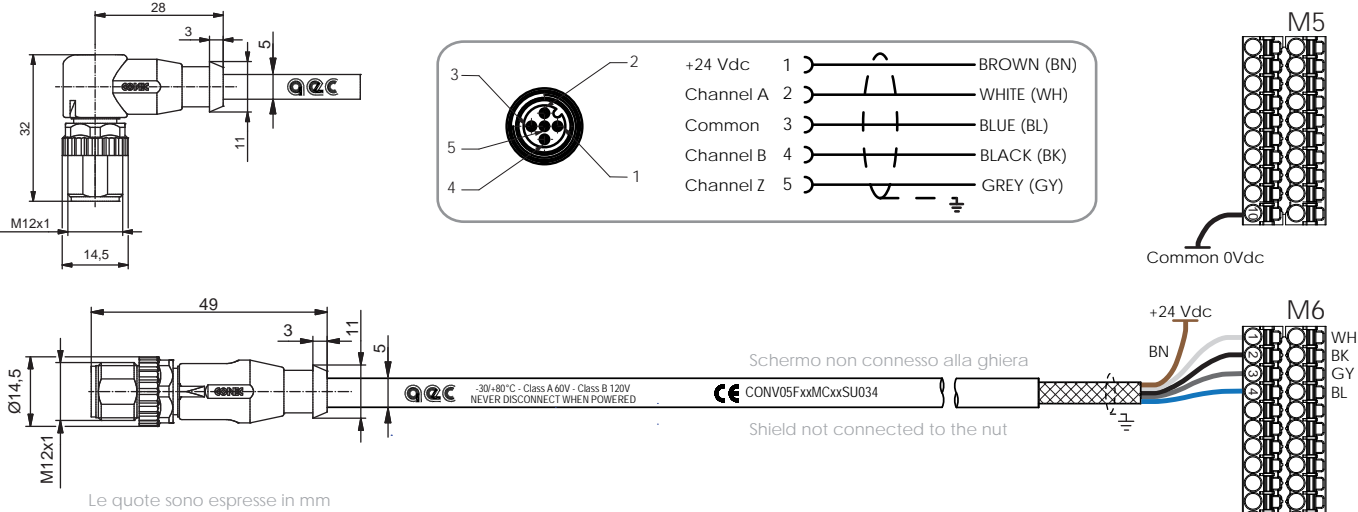 28
3
5
CONEC
aec
32
11
M12x1
14,5
3
2
5
4
1
+24 Vdc 1 BROWN (BN)
Channel A 2 WHITE (WH)
Common 3 BLUE (BL)
Channel B 4 BLACK (BK)
Channel Z 5 GREY (GY)
M5
10
Common 0Vdc
49
3
11
5
Ø14,5
M12x1
CONEC
aec
-30/+80°C - Class A 60V - Class B 120V
NEVER DISCONNECT WHEN POWERED
CE CONV05FxxMCxxSU034
Schermo non connesso alla ghiera
Shield not connected to the nut
+24 Vdc
BN
M6
1 WH
2 BK
3 GY
4 BL
Le quote sono espresse in mm